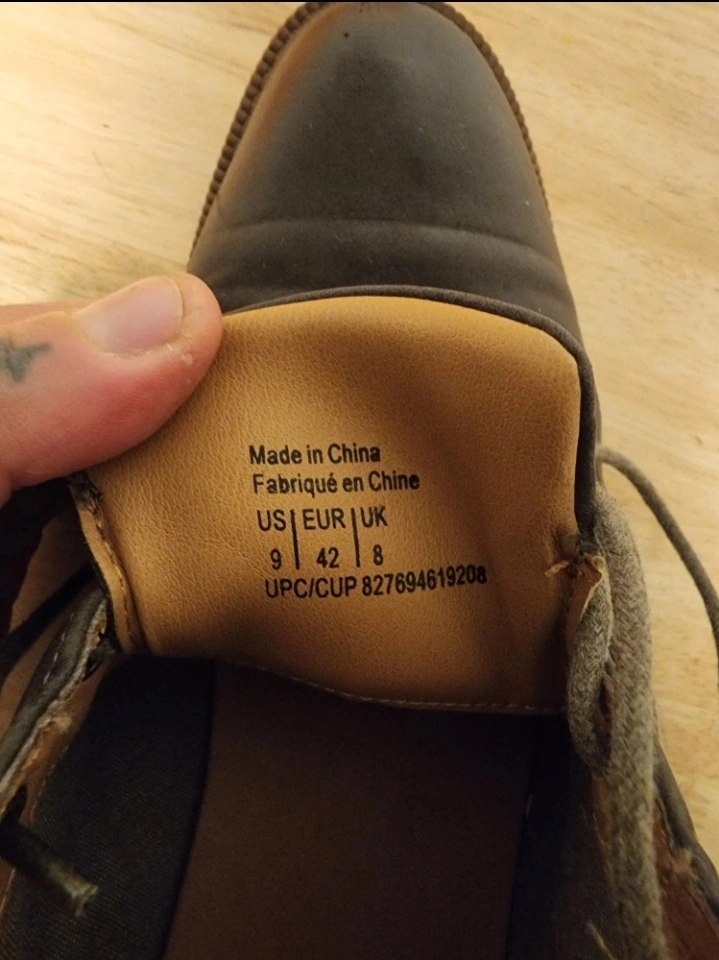 Made in China
Fabriqué en Chine
US | EUR | UK
9 | 42 | 8
UPC/CUP 827694619208